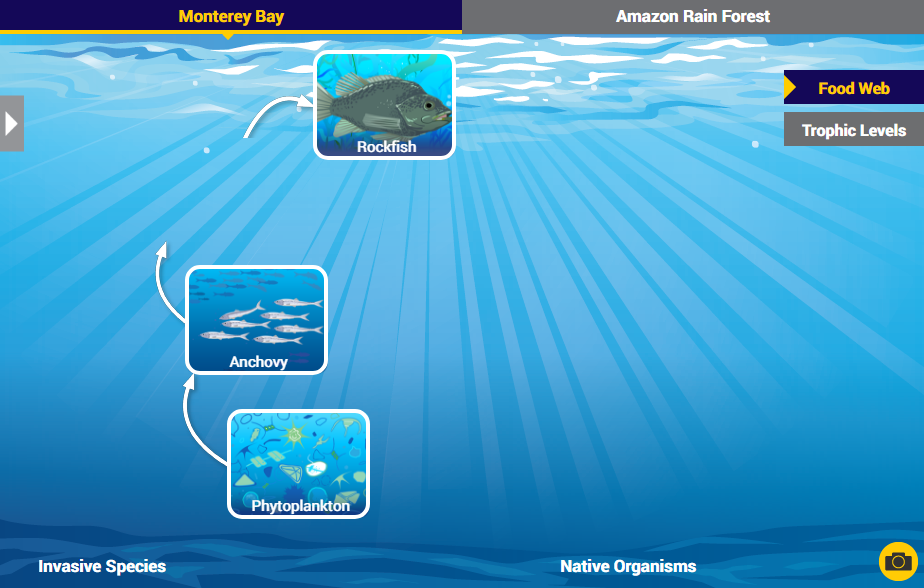 Monterey Bay
Amazon Rain Forest
Food Web
Trophic Levels
Rockfish
Anchovy
Phytoplankton
Invasive Species
Native Organisms